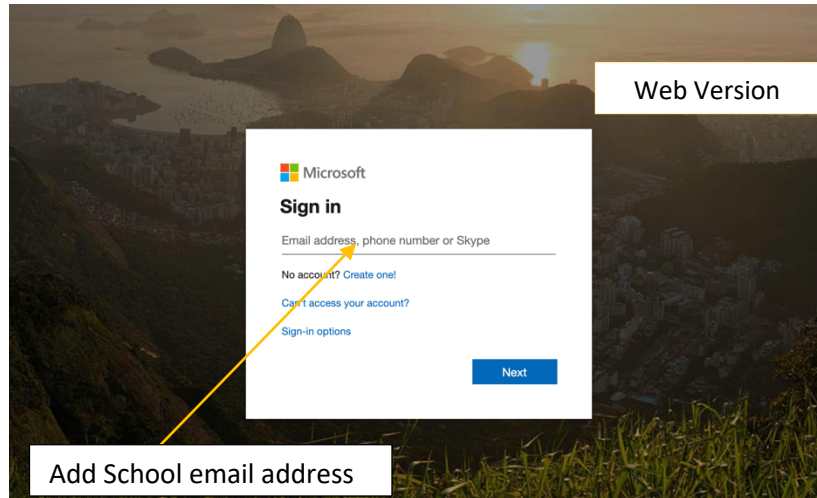 Web Version
Microsoft
Sign in
Email address, phone number or Skype
No account? Create one!
Can't access your account?
Sign-in options
Next
Add School email address